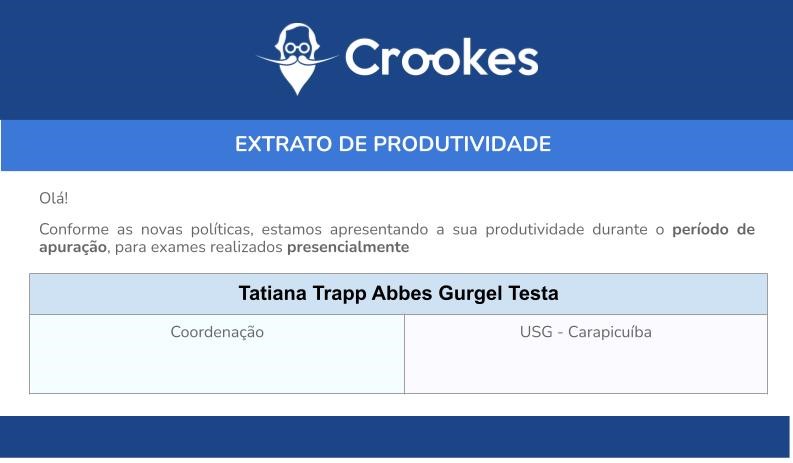 Crookes
EXTRATO DE PRODUTIVIDADE
Olá!
Conforme as novas políticas, estamos apresentando a sua produtividade durante o período de
apuração, para exames realizados presencialmente
Tatiana Trapp Abbes Gurgel Testa
Coordenação
USG - Carapicuíba